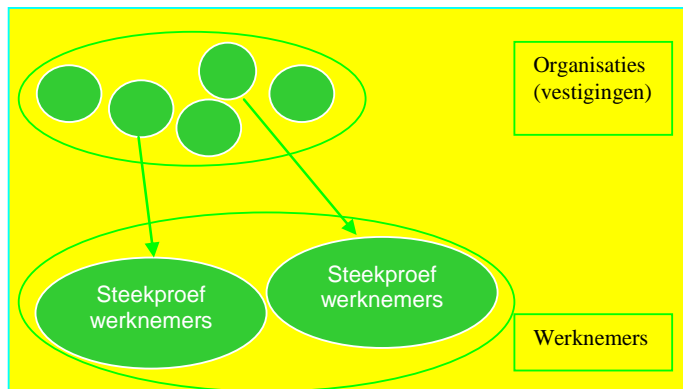 Organisaties
(vestigingen)
Steekproef
werknemers
Steekproef
werknemers
Werknemers